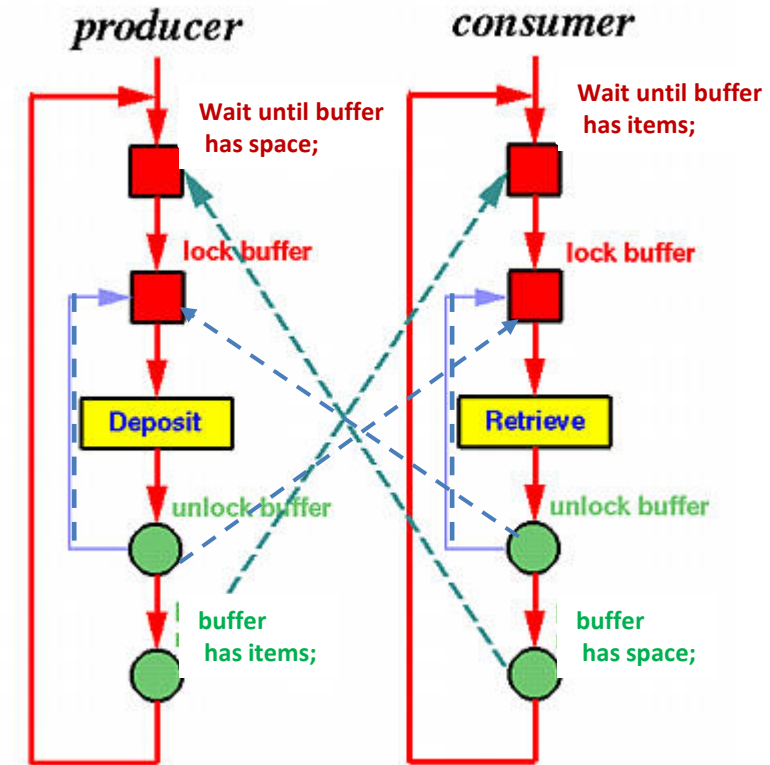 producer
Wait until buffer
has space;
lock buffer
Deposit
unlock buffer
buffer
has items;
consumer
Wait until buffer
has items;
lock buffer
Retrieve
unlock buffer
buffer
has space;